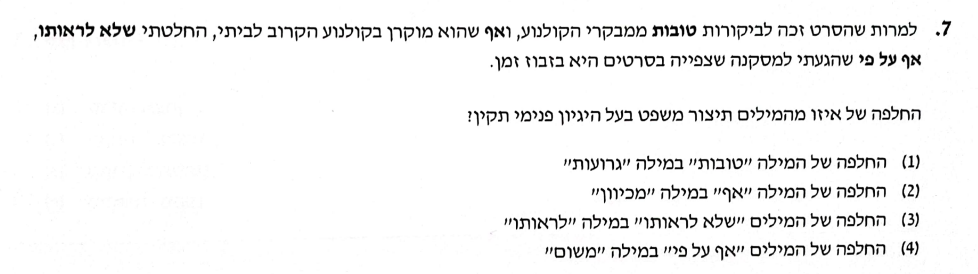 7. למרות שהסרט זכה לביקורות טובות ממבקרי הקולנוע, ואף שהוא מוקרן בקולנוע הקרוב לביתי, החלטתי שלא לראותו,
אף על פי שהגעתי למסקנה שצפייה בסרטים היא בזבוז זמן.
החלפה של איזו מהמילים תיצור משפט בעל היגיון פנימי תקין?
(1) החלפה של המילה "טובות" במילה "גרועות"
(2) החלפה של המילה "אף" במילה "מכיוון"
(3) החלפה של המילים "שלא לראותו" במילה "לראותו"
(4) החלפה של המילים "אף על פי" במילה "משום"